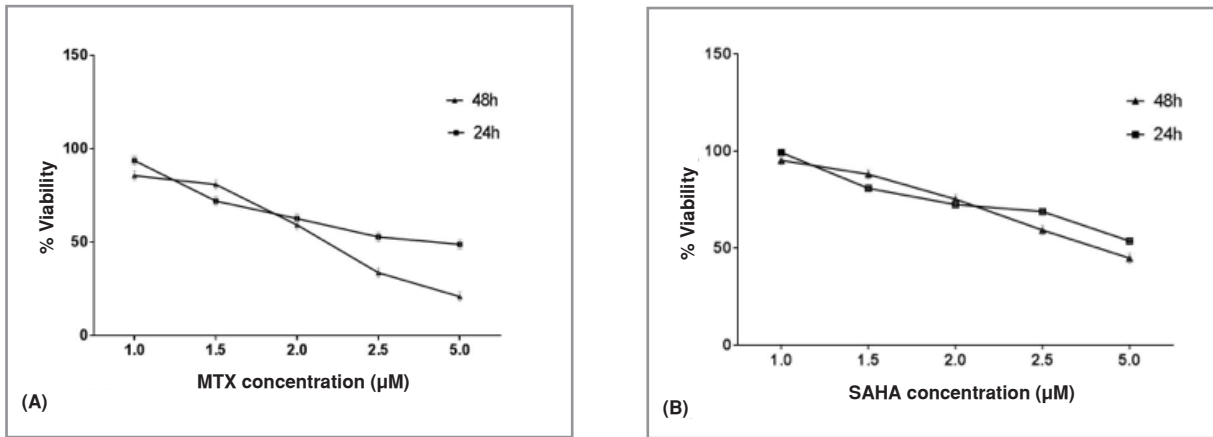 150
100
50
0
% Viability
48h
24h
1.0 1.5 2.0 2.5 5.0
MTX concentration (µM)
(A)
150
100
50
0
% Viability
48h
24h
1.0 1.5 2.0 2.5 5.0
SAHA concentration (µM)
(B)